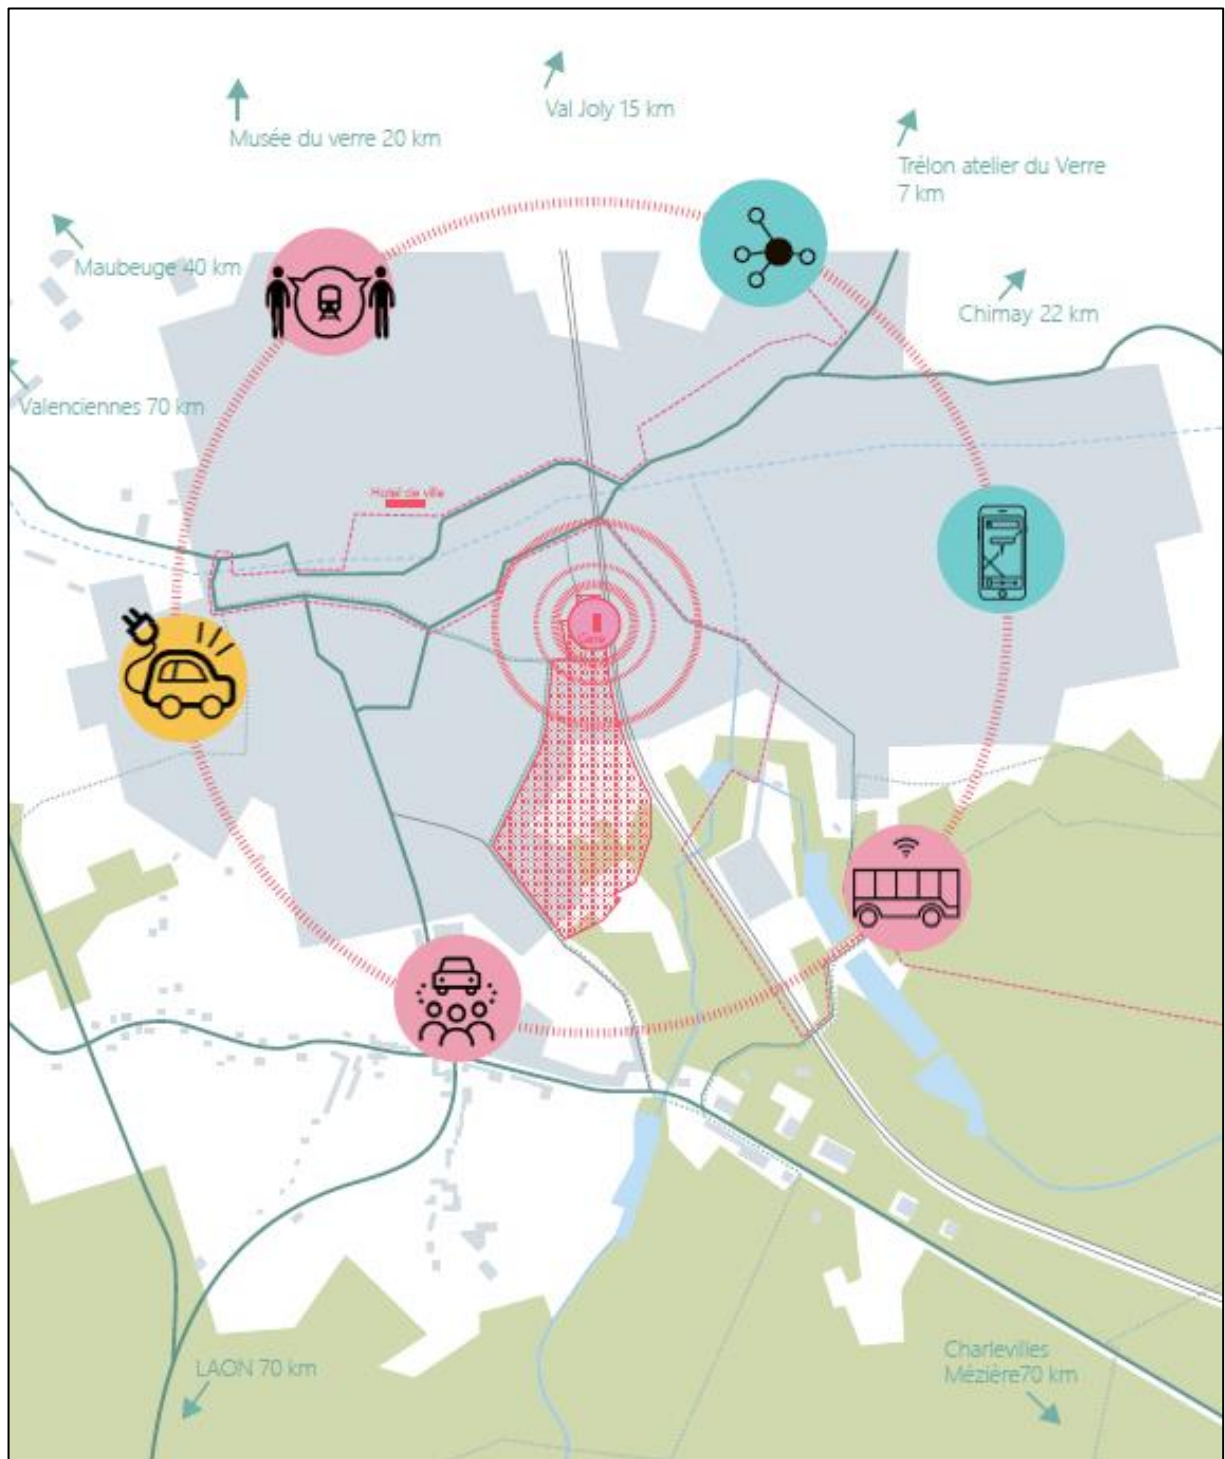 Val Joly 15 km
Musée du verre 20 km
Trélon atelier du Verre
7 km
Maubeuge 40 km
Chimay 22 km
Valenciennes 70 km
Hotel de ville
Gare
LAON 70 km
Charlevilles
Mézière70 km